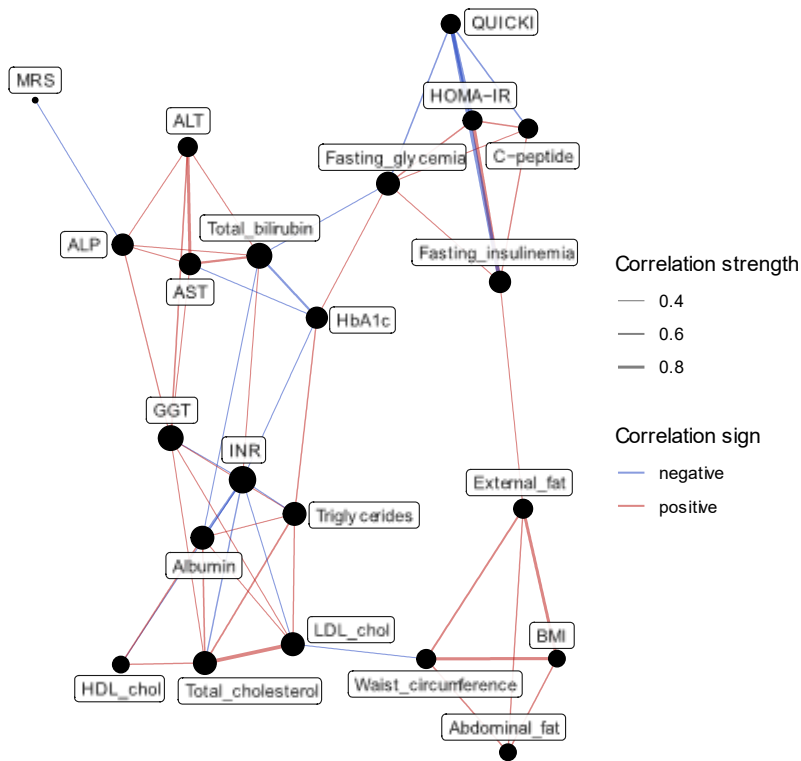 QUICKI
MRS
HOMA-IR
ALT
C-peptide
Fasting_glycemia
Total_bilirubin
ALP
Fasting_insulinemia
Correlation strength
AST
0.4
HbA1c
0.6
0.8
GGT
Correlation sign
INR
negative
External_fat
positive
Triglycerides
Albumin
LDL_chol
BMI
HDL_chol
Total_cholesterol
Waist_circumference
Abdominal_fat